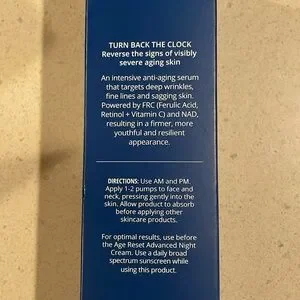 TURN BACK THE CLOCK
Reverse the signs of visibly
severe aging skin
An intensive anti-aging serum
that targets deep wrinkles,
fine lines and sagging skin.
Powered by FRC (Ferulic Acid,
Retinol + Vitamin C) and NAD,
resulting in a firmer, more
youthful and resilient
appearance.
DIRECTIONS: Use AM and PM.
Apply 1-2 pumps to face and
neck, pressing gently into the
skin. Allow product to absorb
before applying other
skincare products.
For optimal results, use before
the Age Reset Advanced Night
Cream. Use a daily broad
spectrum sunscreen while
using this product.